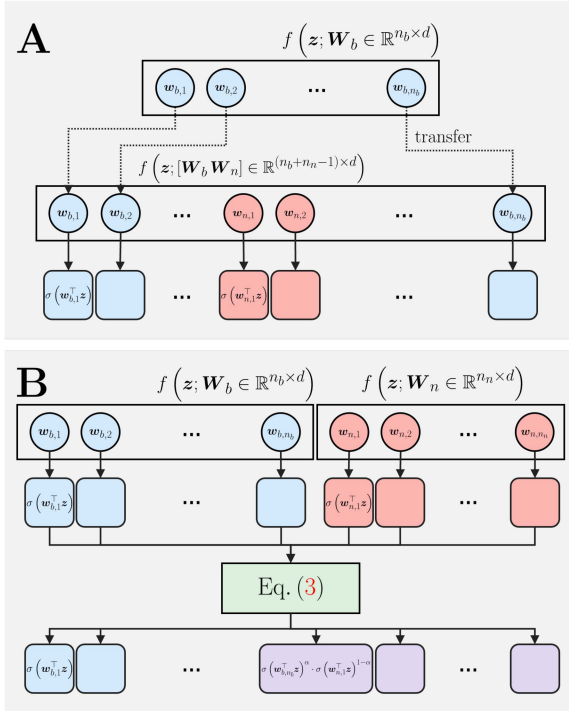 A
f(z; W_b ∈ ℝ^{n_b×d})
w_{b,1} w_{b,2} ... w_{b,n_b}
transfer
f(z; [W_b W_n] ∈ ℝ^{(n_b+n_n−1)×d})
w_{b,1} w_{b,2} ... w_{n,1} w_{n,2} ... w_{b,n_b}
σ(w_{b,1}^⊤ z) ... σ(w_{n,1}^⊤ z) ...
B
f(z; W_b ∈ ℝ^{n_b×d}) f(z; W_n ∈ ℝ^{n_n×d})
w_{b,1} w_{b,2} ... w_{b,n_b} w_{n,1} w_{n,2} ... w_{n,n_n}
σ(w_{b,1}^⊤ z) ... σ(w_{n,1}^⊤ z) ...
Eq. (3)
σ(w_{b,1}^⊤ z) ... σ(w_{b,n_b}^⊤ z)^α · σ(w_{n,1}^⊤ z)^{1−α} ...